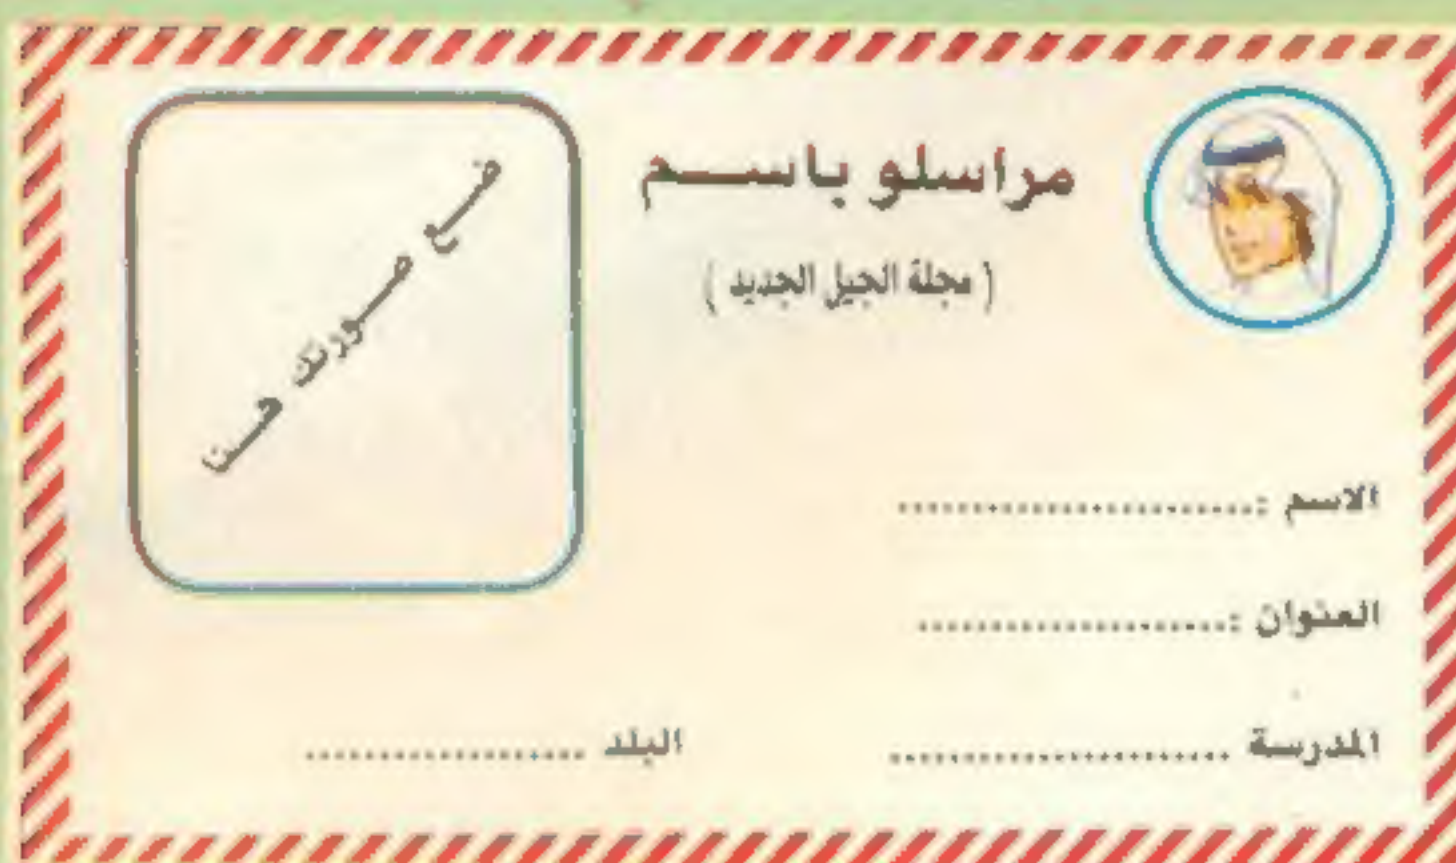 مراسلو باسم
( مجلة الجيل الجديد )
ضع صورتك هنا
الاسم :........................
العنوان :.....................
المدرسة .......................
البلد ...................